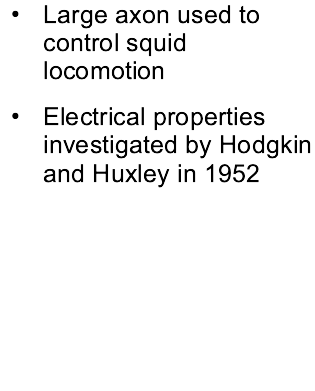 • Large axon used to
control squid
locomotion
• Electrical properties
investigated by Hodgkin
and Huxley in 1952